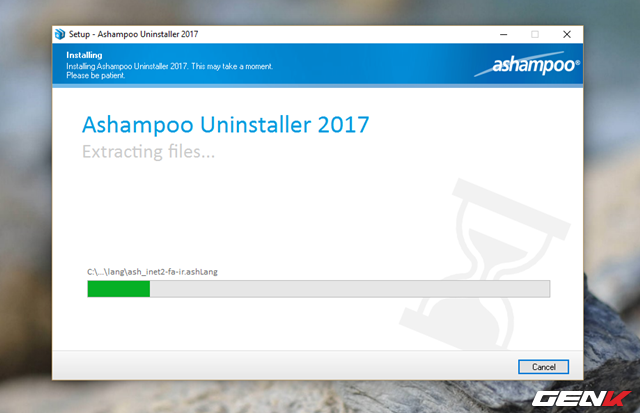 Setup - Ashampoo Uninstaller 2017
Installing
Installing Ashampoo Uninstaller 2017. This may take a moment.
Please be patient.
ashampoo®
Ashampoo Uninstaller 2017
Extracting files...
C:\...\lang\ash_inet2-fa-ir.ashLang
Cancel
GENK